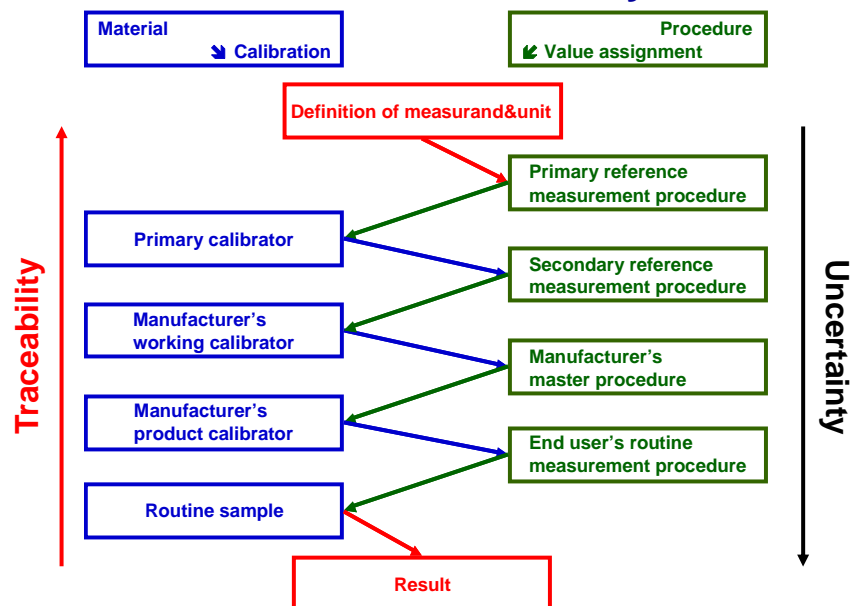 Material
Calibration
Procedure
Value assignment
Definition of measurand&unit
Primary reference
measurement procedure
Primary calibrator
Secondary reference
measurement procedure
Manufacturer’s
working calibrator
Manufacturer’s
master procedure
Manufacturer’s
product calibrator
End user’s routine
measurement procedure
Routine sample
Result
Traceability
Uncertainty